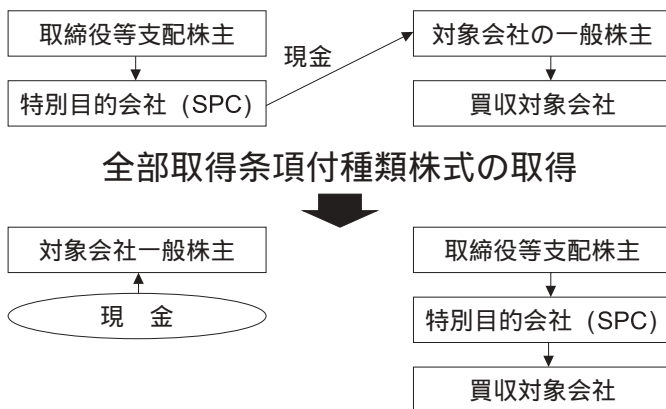 取締役等支配株主
対象会社の一般株主
現金
特別目的会社 (SPC)
買収対象会社
全部取得条項付種類株式の取得
対象会社一般株主
取締役等支配株主
現　金
特別目的会社 (SPC)
買収対象会社